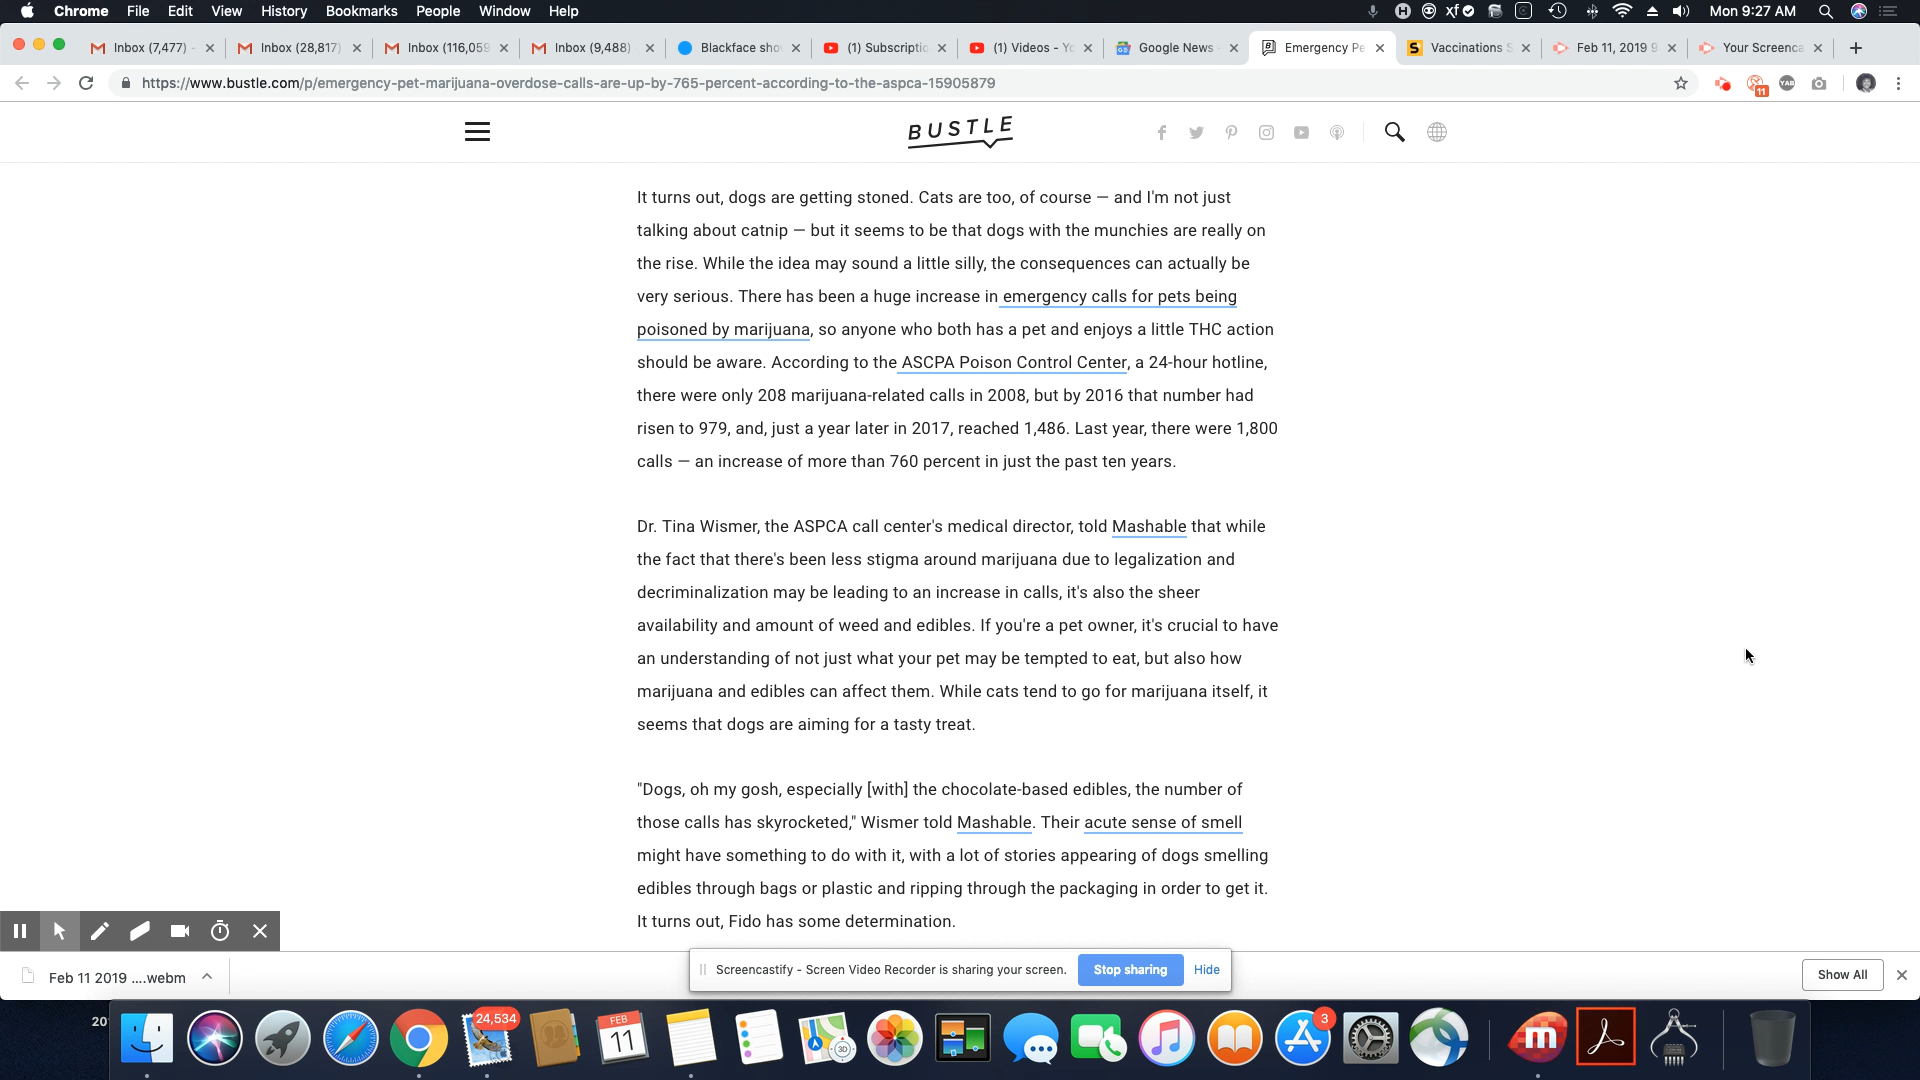 Chrome File Edit View History Bookmarks People Window Help Mon 9:27 AM
Inbox (7,477) - Inbox (28,817) Inbox (116,059 Inbox (9,488) Blackface sho (1) Subscriptio (1) Videos - Yo Google News - Emergency Pe Vaccinations S Feb 11, 2019 9 Your Screenca
https://www.bustle.com/p/emergency-pet-marijuana-overdose-calls-are-up-by-765-percent-according-to-the-aspca-15905879
11
YAB
BUSTLE
It turns out, dogs are getting stoned. Cats are too, of course — and I'm not just
talking about catnip — but it seems to be that dogs with the munchies are really on
the rise. While the idea may sound a little silly, the consequences can actually be
very serious. There has been a huge increase in emergency calls for pets being
poisoned by marijuana, so anyone who both has a pet and enjoys a little THC action
should be aware. According to the ASCPA Poison Control Center, a 24-hour hotline,
there were only 208 marijuana-related calls in 2008, but by 2016 that number had
risen to 979, and, just a year later in 2017, reached 1,486. Last year, there were 1,800
calls — an increase of more than 760 percent in just the past ten years.
Dr. Tina Wismer, the ASPCA call center's medical director, told Mashable that while
the fact that there's been less stigma around marijuana due to legalization and
decriminalization may be leading to an increase in calls, it's also the sheer
availability and amount of weed and edibles. If you're a pet owner, it's crucial to have
an understanding of not just what your pet may be tempted to eat, but also how
marijuana and edibles can affect them. While cats tend to go for marijuana itself, it
seems that dogs are aiming for a tasty treat.
"Dogs, oh my gosh, especially [with] the chocolate-based edibles, the number of
those calls has skyrocketed," Wismer told Mashable. Their acute sense of smell
might have something to do with it, with a lot of stories appearing of dogs smelling
edibles through bags or plastic and ripping through the packaging in order to get it.
It turns out, Fido has some determination.
Screencastify - Screen Video Recorder is sharing your screen. Stop sharing Hide
Feb 11 2019 ....webm Show All
20
24,534
FEB
11
3D
3